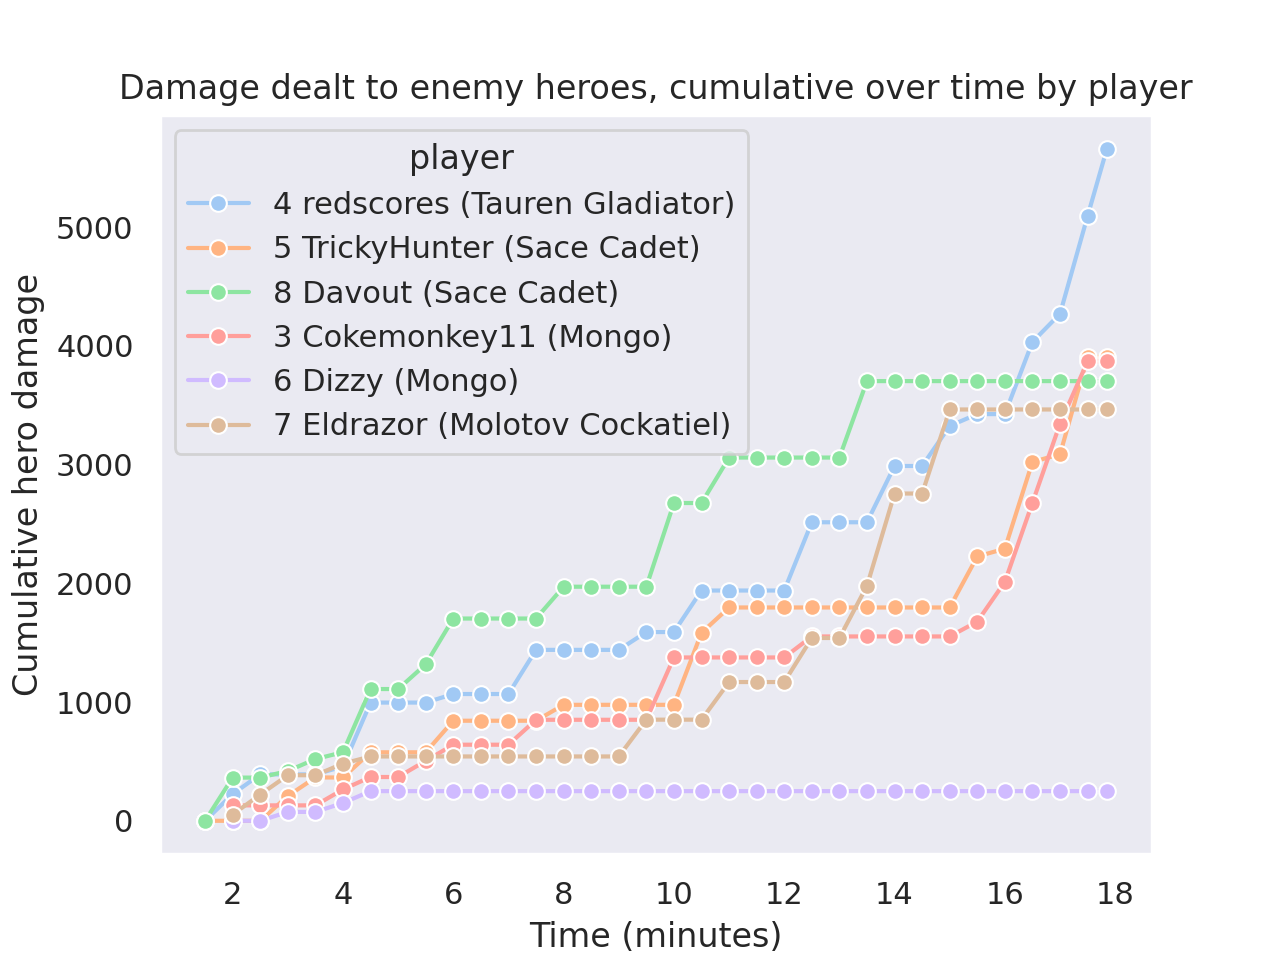 Damage dealt to enemy heroes, cumulative over time by player
player
4 redscores (Tauren Gladiator)
5 TrickyHunter (Sace Cadet)
8 Davout (Sace Cadet)
3 Cokemonkey11 (Mongo)
6 Dizzy (Mongo)
7 Eldrazor (Molotov Cockatiel)
Cumulative hero damage
5000
4000
3000
2000
1000
0
2 4 6 8 10 12 14 16 18
Time (minutes)